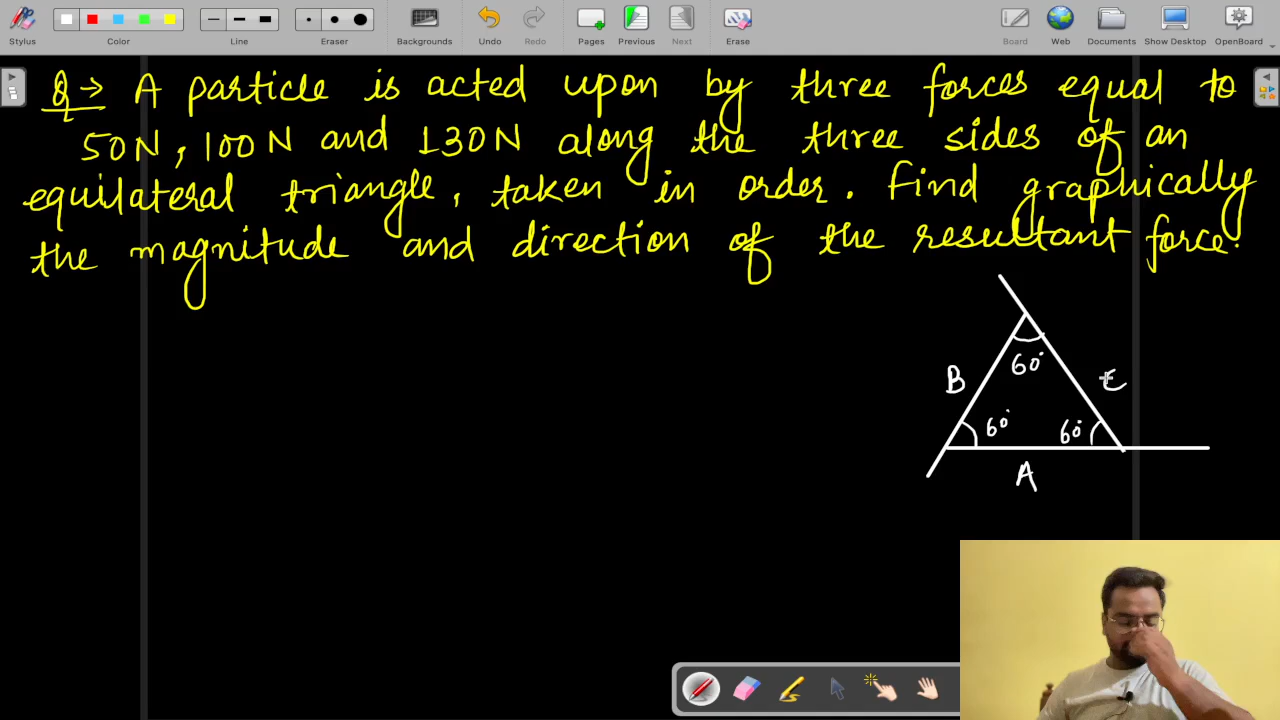 Stylus Color Line Eraser Backgrounds Undo Redo Pages Previous Next Erase Board Web Documents Show Desktop OpenBoard
Q → A particle is acted upon by three forces equal to
50N, 100N and 130N along the three sides of an
equilateral triangle, taken in order. Find graphically
the magnitude and direction of the resultant force.
60°
B
60°
60°
A